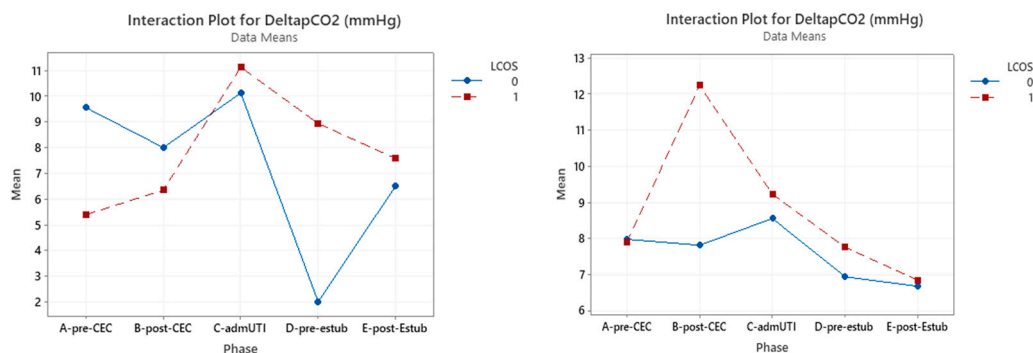 Interaction Plot for DeltapCO2 (mmHg)
Data Means
LCOS
0
1
Mean
11
10
9
8
7
6
5
4
3
2
A-pre-CEC B-post-CEC C-admUTI D-pre-estub E-post-Estub
Phase
Interaction Plot for DeltapCO2 (mmHg)
Data Means
LCOS
0
1
Mean
13
12
11
10
9
8
7
6
A-pre-CEC B-post-CEC C-admUTI D-pre-estub E-post-Estub
Phase